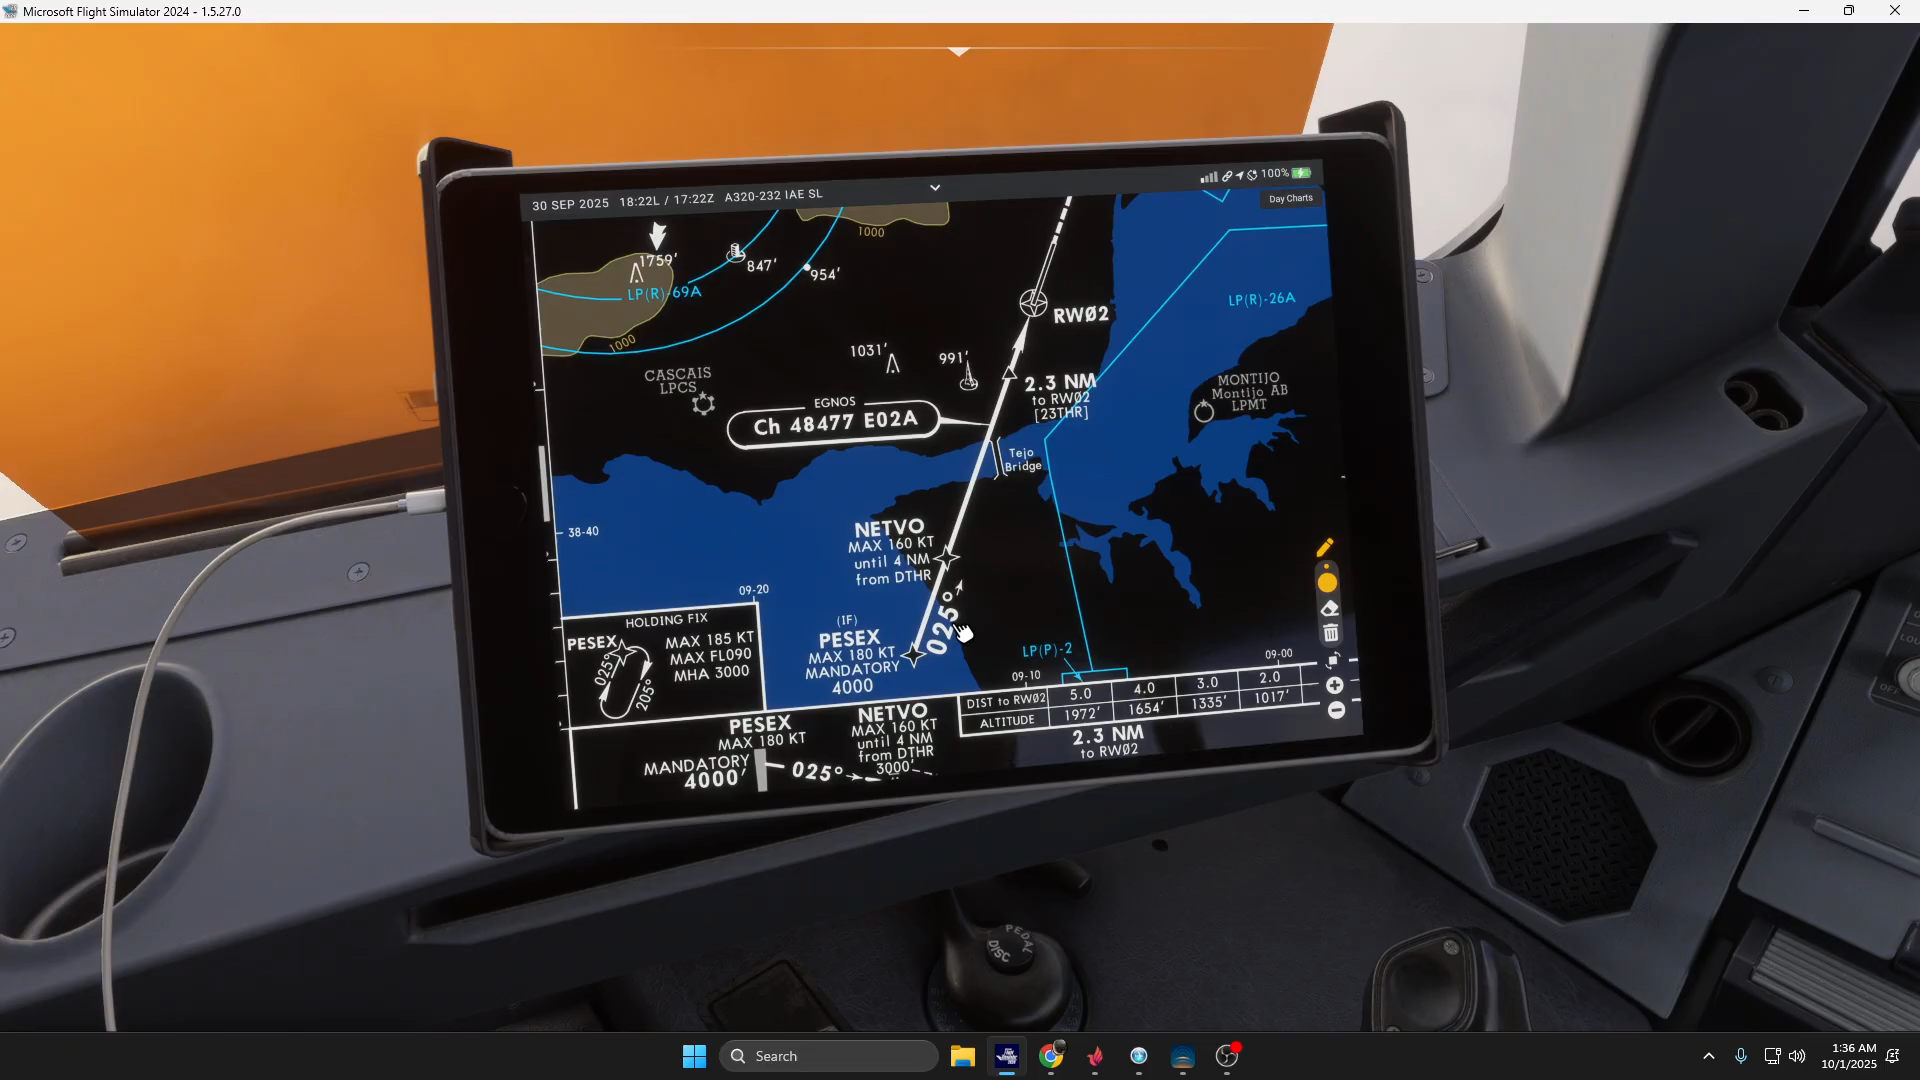 Microsoft Flight Simulator 2024 - 1.5.27.0
30 SEP 2025 18:22L / 17:22Z A320-232 IAE SL
100%
Day Charts
1000
1759'
847'
954'
LP(R)-69A
LP(R)-26A
RWØ2
1000
1031'
991'
CASCAIS
LPCS
2.3 NM
to RWØ2
[23THR]
MONTIJO
Montijo AB
LPMT
EGNOS
Ch 48477 E02A
Tejo
Bridge
38-40
NETVO
MAX 160 KT
until 4 NM
from DTHR
09-20
025°
HOLDING FIX
PESEX
MAX 185 KT
MAX FL090
MHA 3000
025°
205°
(IF)
PESEX
MAX 180 KT
MANDATORY
4000
LP(P)-2
09-10
09-00
DIST to RWØ2 5.0 4.0 3.0 2.0
ALTITUDE 1972' 1654' 1335' 1017'
PESEX
MAX 180 KT
MANDATORY
4000'
025°
NETVO
MAX 160 KT
until 4 NM
from DTHR
3000'
2.3 NM
to RWØ2
PEDAL
DISC
OFF
Search
1:36 AM
10/1/2025